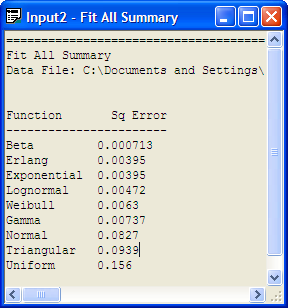 Input2 - Fit All Summary
=====================================
Fit All Summary
Data File: C:\Documents and Settings\
Function Sq Error
-----------------------
Beta 0.000713
Erlang 0.00395
Exponential 0.00395
Lognormal 0.00472
Weibull 0.0063
Gamma 0.00737
Normal 0.0827
Triangular 0.0939
Uniform 0.156